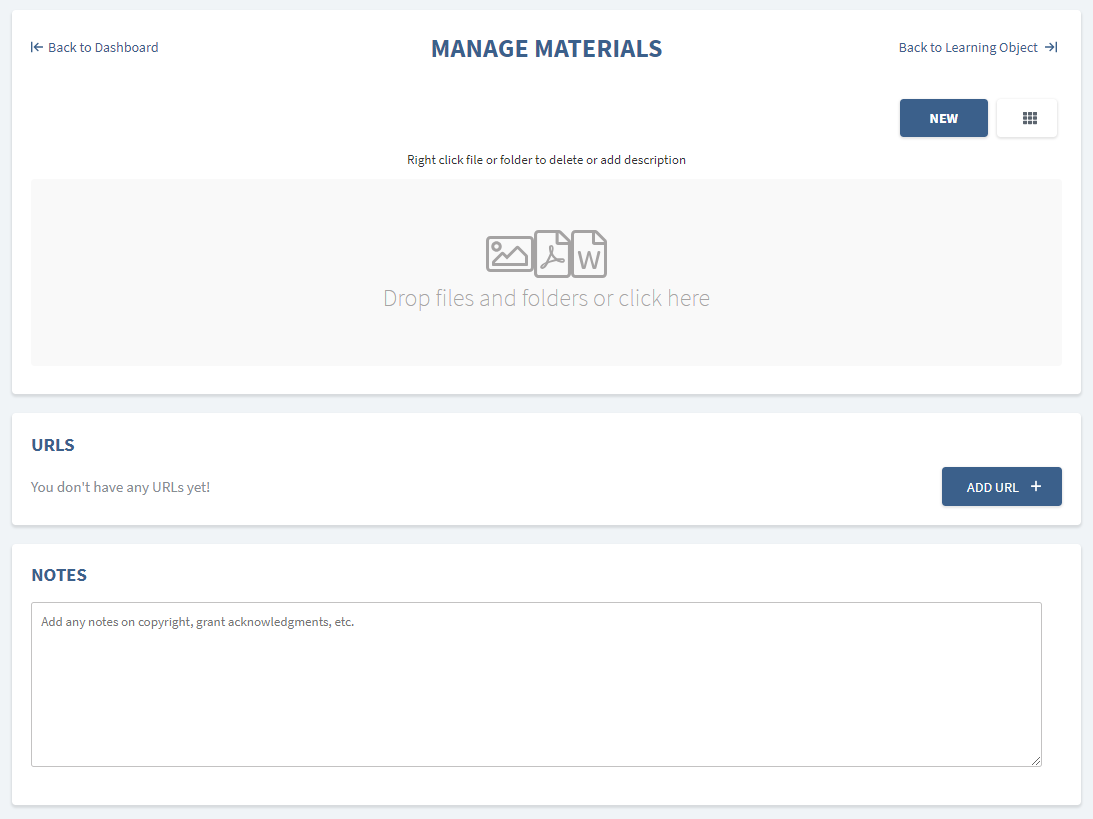 Back to Dashboard
MANAGE MATERIALS
Back to Learning Object
NEW
Right click file or folder to delete or add description
W
Drop files and folders or click here
URLS
You don't have any URLs yet!
ADD URL +
NOTES
Add any notes on copyright, grant acknowledgments, etc.